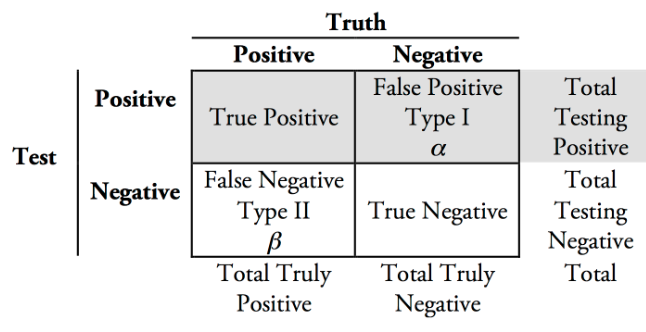 Truth
Positive Negative
Test
Positive
True Positive
False Positive
Type I
α
Total
Testing
Positive
Negative
False Negative
Type II
β
True Negative
Total
Testing
Negative
Total Truly
Positive
Total Truly
Negative
Total